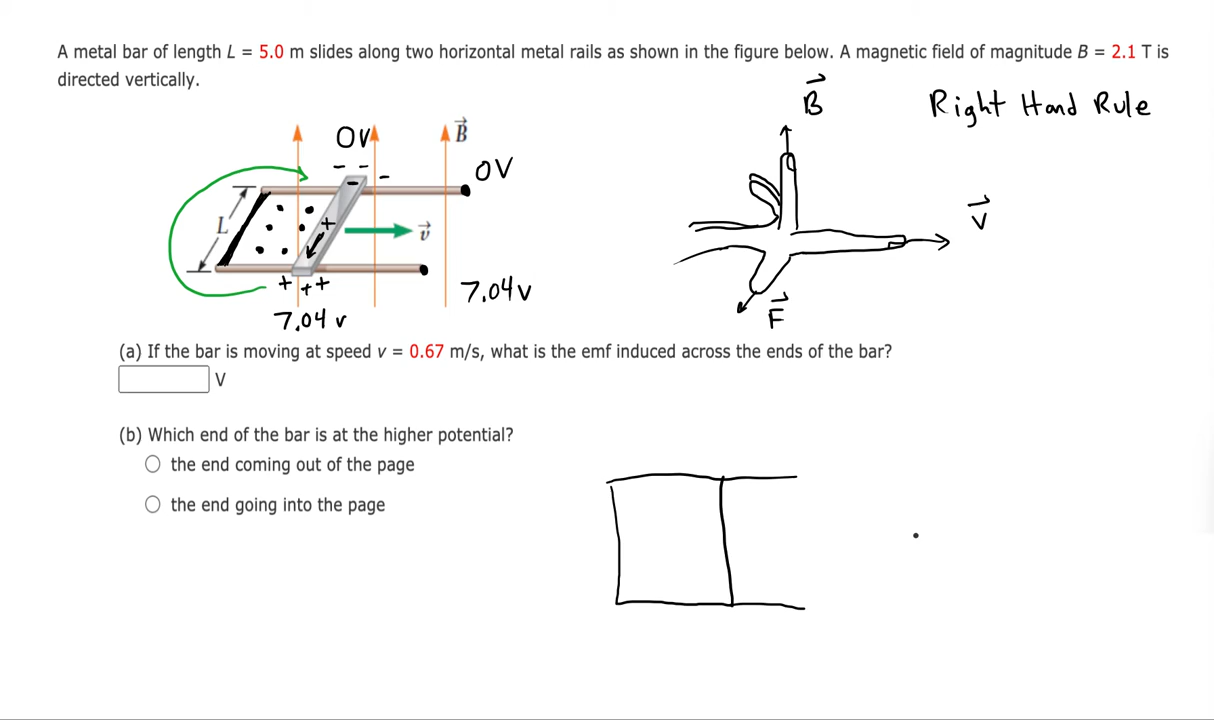 A metal bar of length L = 5.0 m slides along two horizontal metal rails as shown in the figure below. A magnetic field of magnitude B = 2.1 T is
directed vertically.
B
Right Hand Rule
0V
B
0V
- - -
-
L
+
v
v
+ + +
7.04 v
7.04v
F
(a) If the bar is moving at speed v = 0.67 m/s, what is the emf induced across the ends of the bar?
V
(b) Which end of the bar is at the higher potential?
the end coming out of the page
the end going into the page